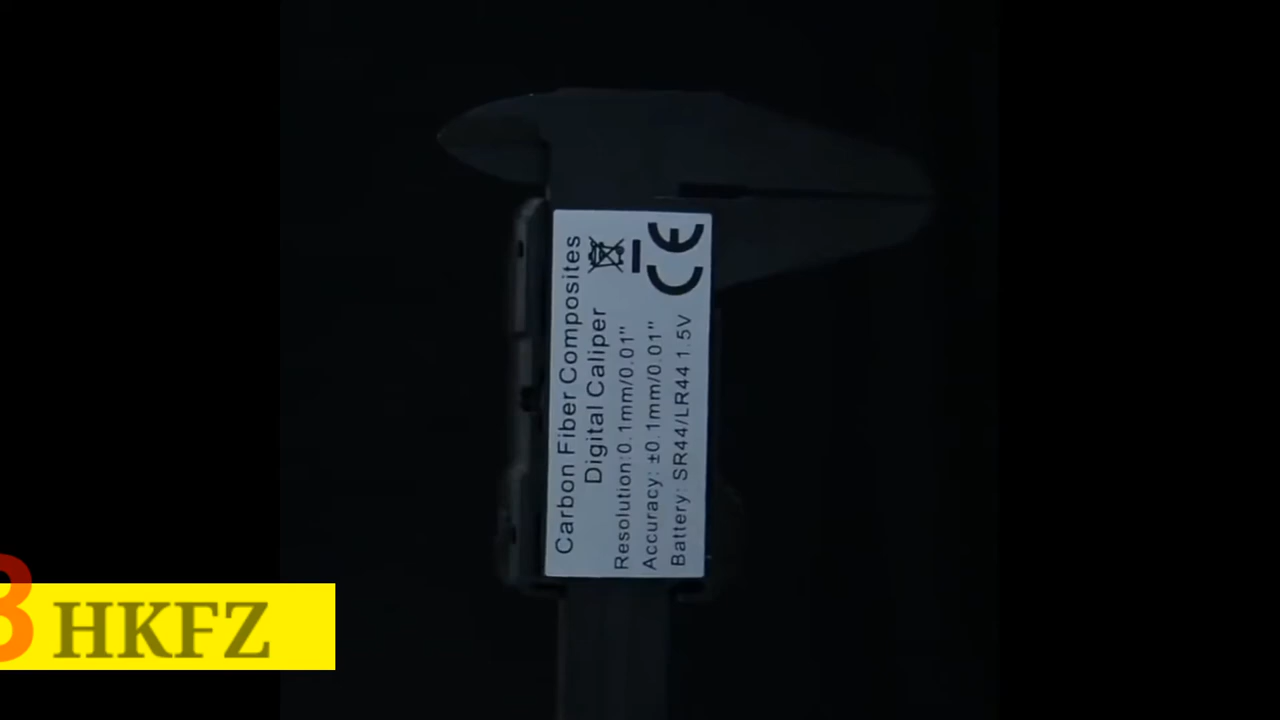 Carbon Fiber Composites
Digital Caliper
Resolution:0.1mm/0.01"
Accuracy: ±0.1mm/0.01"
Battery: SR44/LR44 1.5V
CE
3 HKFZ